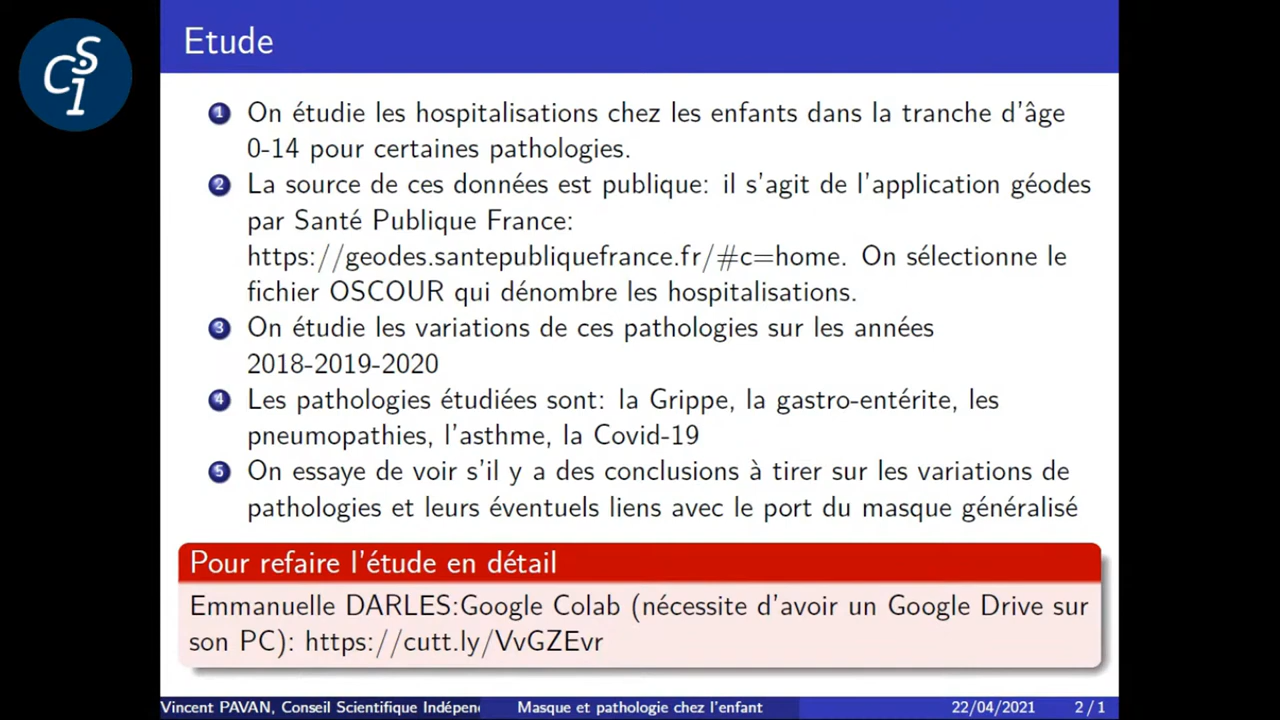 CSI
Etude
1 On étudie les hospitalisations chez les enfants dans la tranche d'âge
0-14 pour certaines pathologies.
2 La source de ces données est publique: il s'agit de l'application géodes
par Santé Publique France:
https://geodes.santepubliquefrance.fr/#c=home. On sélectionne le
fichier OSCOUR qui dénombre les hospitalisations.
3 On étudie les variations de ces pathologies sur les années
2018-2019-2020
4 Les pathologies étudiées sont: la Grippe, la gastro-entérite, les
pneumopathies, l'asthme, la Covid-19
5 On essaye de voir s'il y a des conclusions à tirer sur les variations de
pathologies et leurs éventuels liens avec le port du masque généralisé
Pour refaire l'étude en détail
Emmanuelle DARLES:Google Colab (nécessite d'avoir un Google Drive sur
son PC): https://cutt.ly/VvGZEvr
Vincent PAVAN, Conseil Scientifique Indépen Masque et pathologie chez l'enfant 22/04/2021 2/1